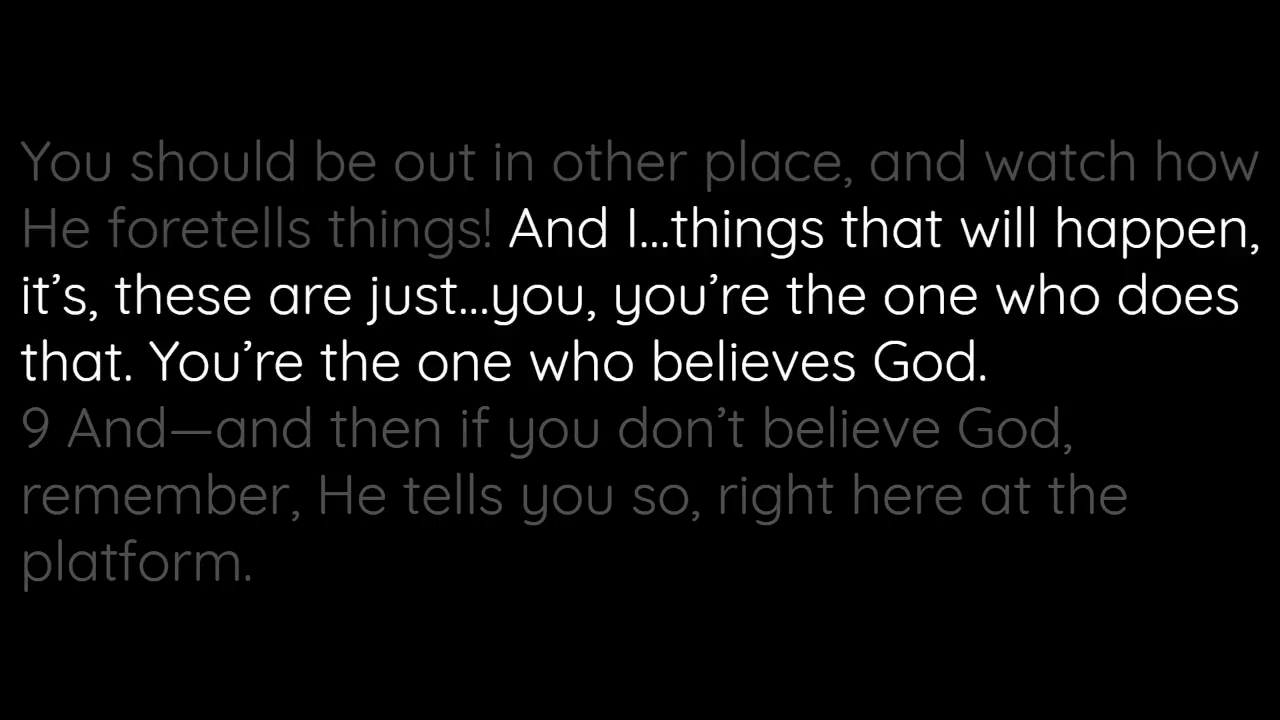 You should be out in other place, and watch how
He foretells things! And I...things that will happen,
it’s, these are just...you, you’re the one who does
that. You’re the one who believes God.
9 And—and then if you don’t believe God,
remember, He tells you so, right here at the
platform.